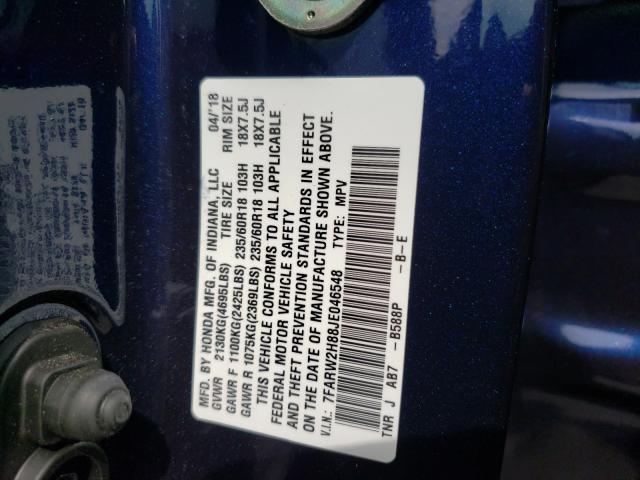 MFD. BY HONDA MFG. OF INDIANA, LLC 04/'18
GVWR 2130KG(4695LBS) TIRE SIZE RIM SIZE
GAWR F 1100KG(2425LBS) 235/60R18 103H 18X7.5J
GAWR R 1075KG(2369LBS) 235/60R18 103H 18X7.5J
THIS VEHICLE CONFORMS TO ALL APPLICABLE
FEDERAL MOTOR VEHICLE SAFETY
AND THEFT PREVENTION STANDARDS IN EFFECT
ON THE DATE OF MANUFACTURE SHOWN ABOVE.
V.I.N.: 7FARW2H88JE046548 TYPE: MPV
TNR J AB7 -B588P -B-E